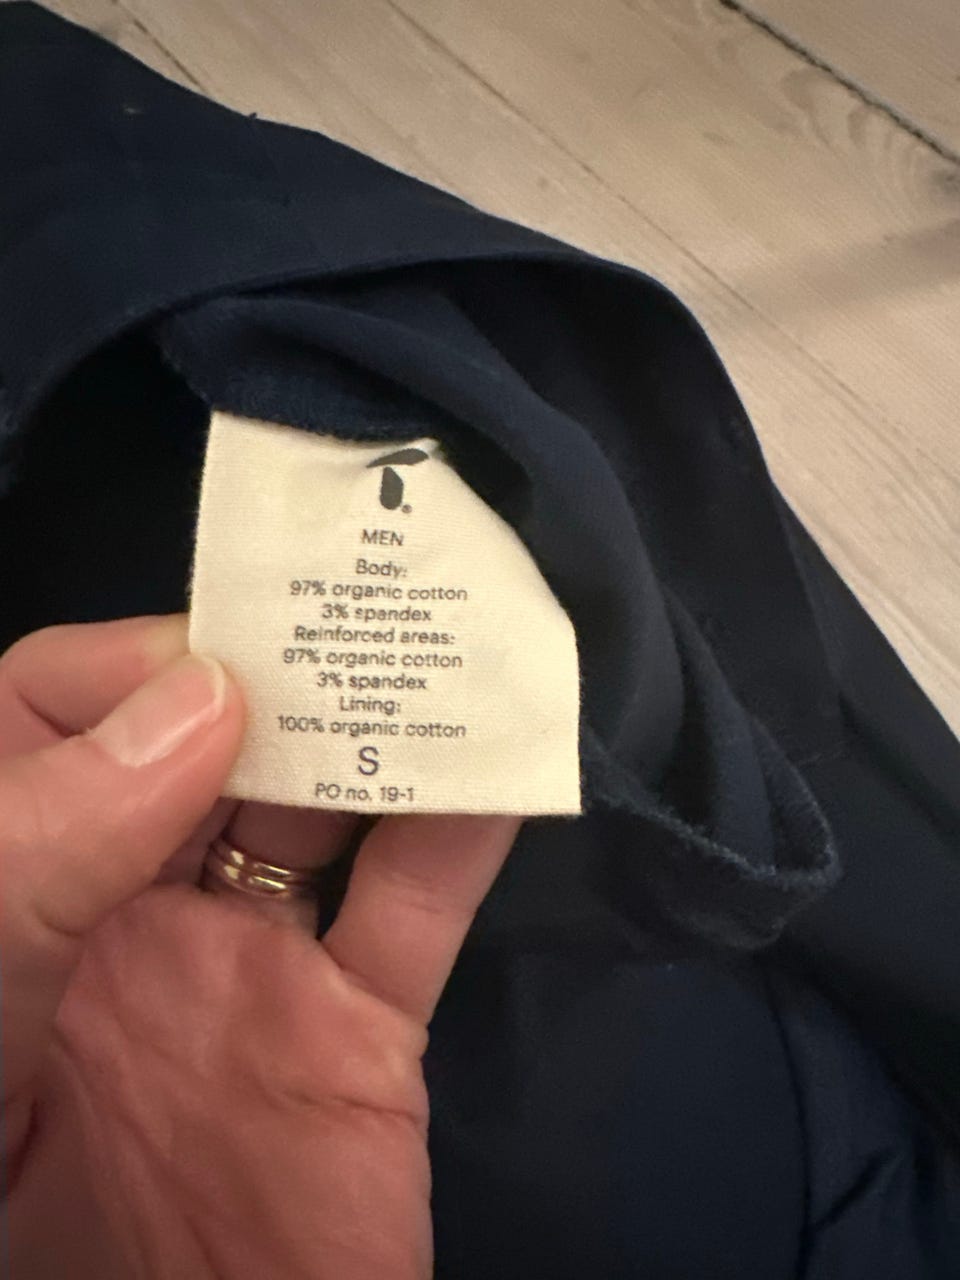 MEN
Body:
97% organic cotton
3% spandex
Reinforced areas:
97% organic cotton
3% spandex
Lining:
100% organic cotton
S
PO no. 19-1